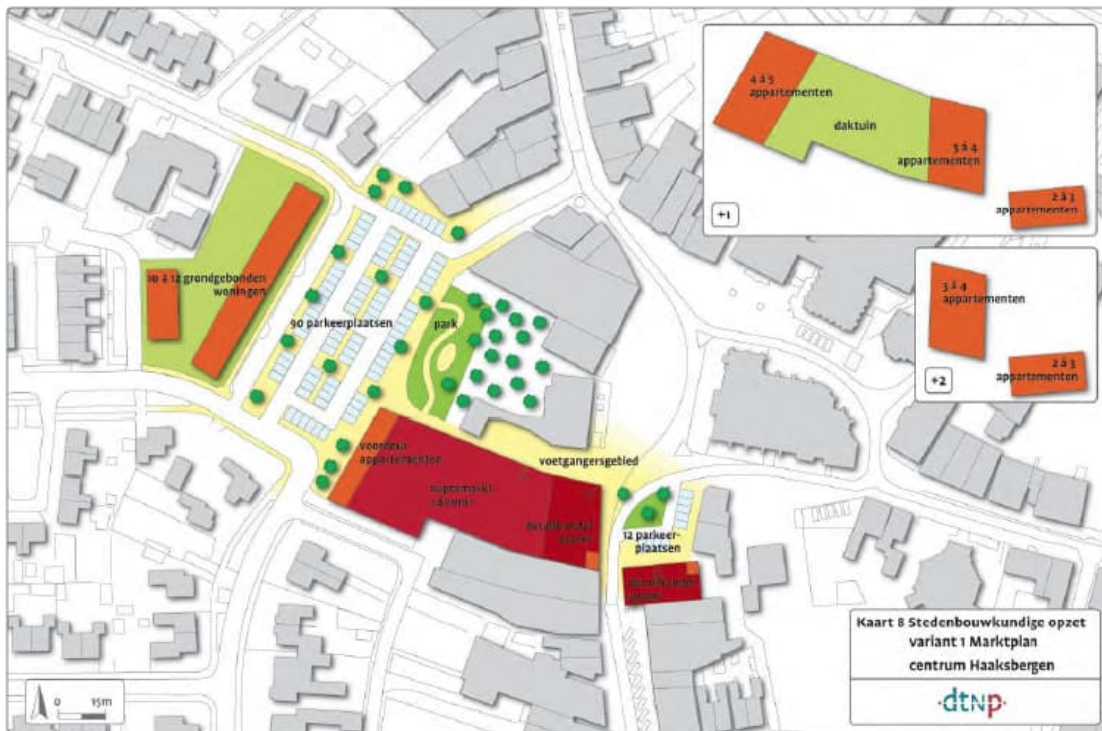 4 à 5
appartementen
daktuin
3 à 4
appartementen
2 à 3
appartementen
+1
3 à 4
appartementen
2 à 3
appartementen
+2
10 à 12 grondgebonden
woningen
90 parkeerplaatsen
park
appartementen
voetgangersgebied
supermarkt
12 parkeer-
plaatsen
Kaart 8 Stedenbouwkundige opzet
variant 1 Marktplan
centrum Haaksbergen
dtNp
0 15m